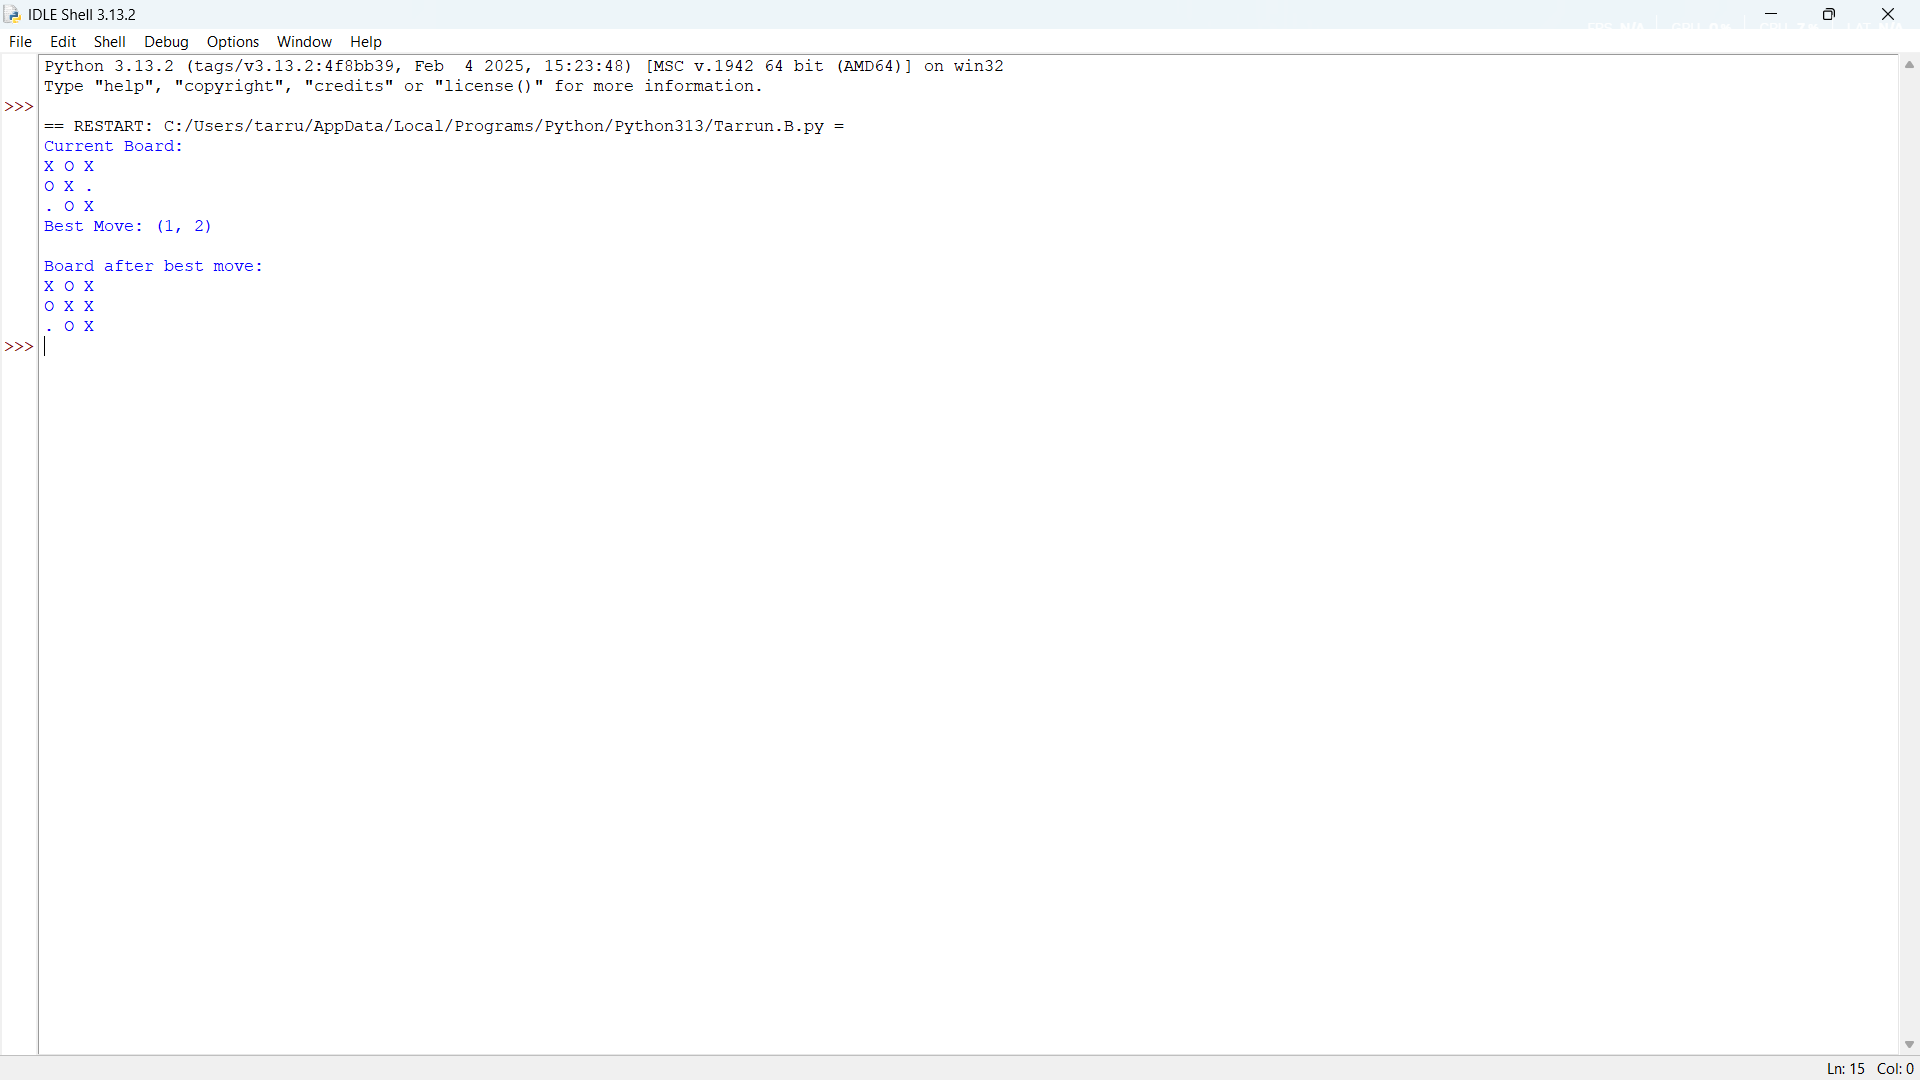 IDLE Shell 3.13.2
File Edit Shell Debug Options Window Help
Python 3.13.2 (tags/v3.13.2:4f8bb39, Feb  4 2025, 15:23:48) [MSC v.1942 64 bit (AMD64)] on win32
Type "help", "copyright", "credits" or "license()" for more information.
>>>
== RESTART: C:/Users/tarru/AppData/Local/Programs/Python/Python313/Tarrun.B.py =
Current Board:
X O X
O X .
. O X
Best Move: (1, 2)
Board after best move:
X O X
O X X
. O X
>>>
Ln: 15 Col: 0